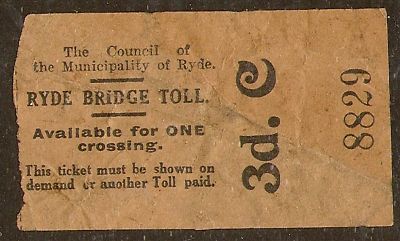 The Council of
the Municipality of Ryde.
RYDE BRIDGE TOLL.
Available for ONE
crossing.
This ticket must be shown on
demand or another Toll paid.
3d. C
8829